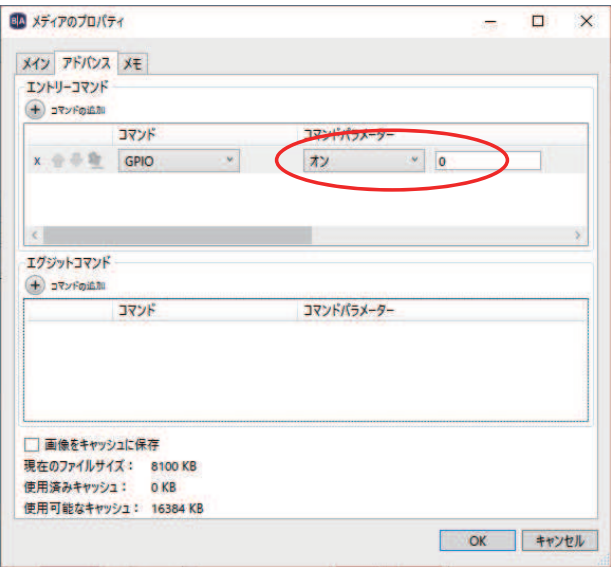 B|A メディアのプロパティ
メイン アドバンス メモ
エントリーコマンド
+ コマンドの追加
コマンド コマンドパラメーター
x GPIO オン 0
エグジットコマンド
+ コマンドの追加
コマンド コマンドパラメーター
画像をキャッシュに保存
現在のファイルサイズ： 8100 KB
使用済みキャッシュ： 0 KB
使用可能なキャッシュ： 16384 KB
OK キャンセル